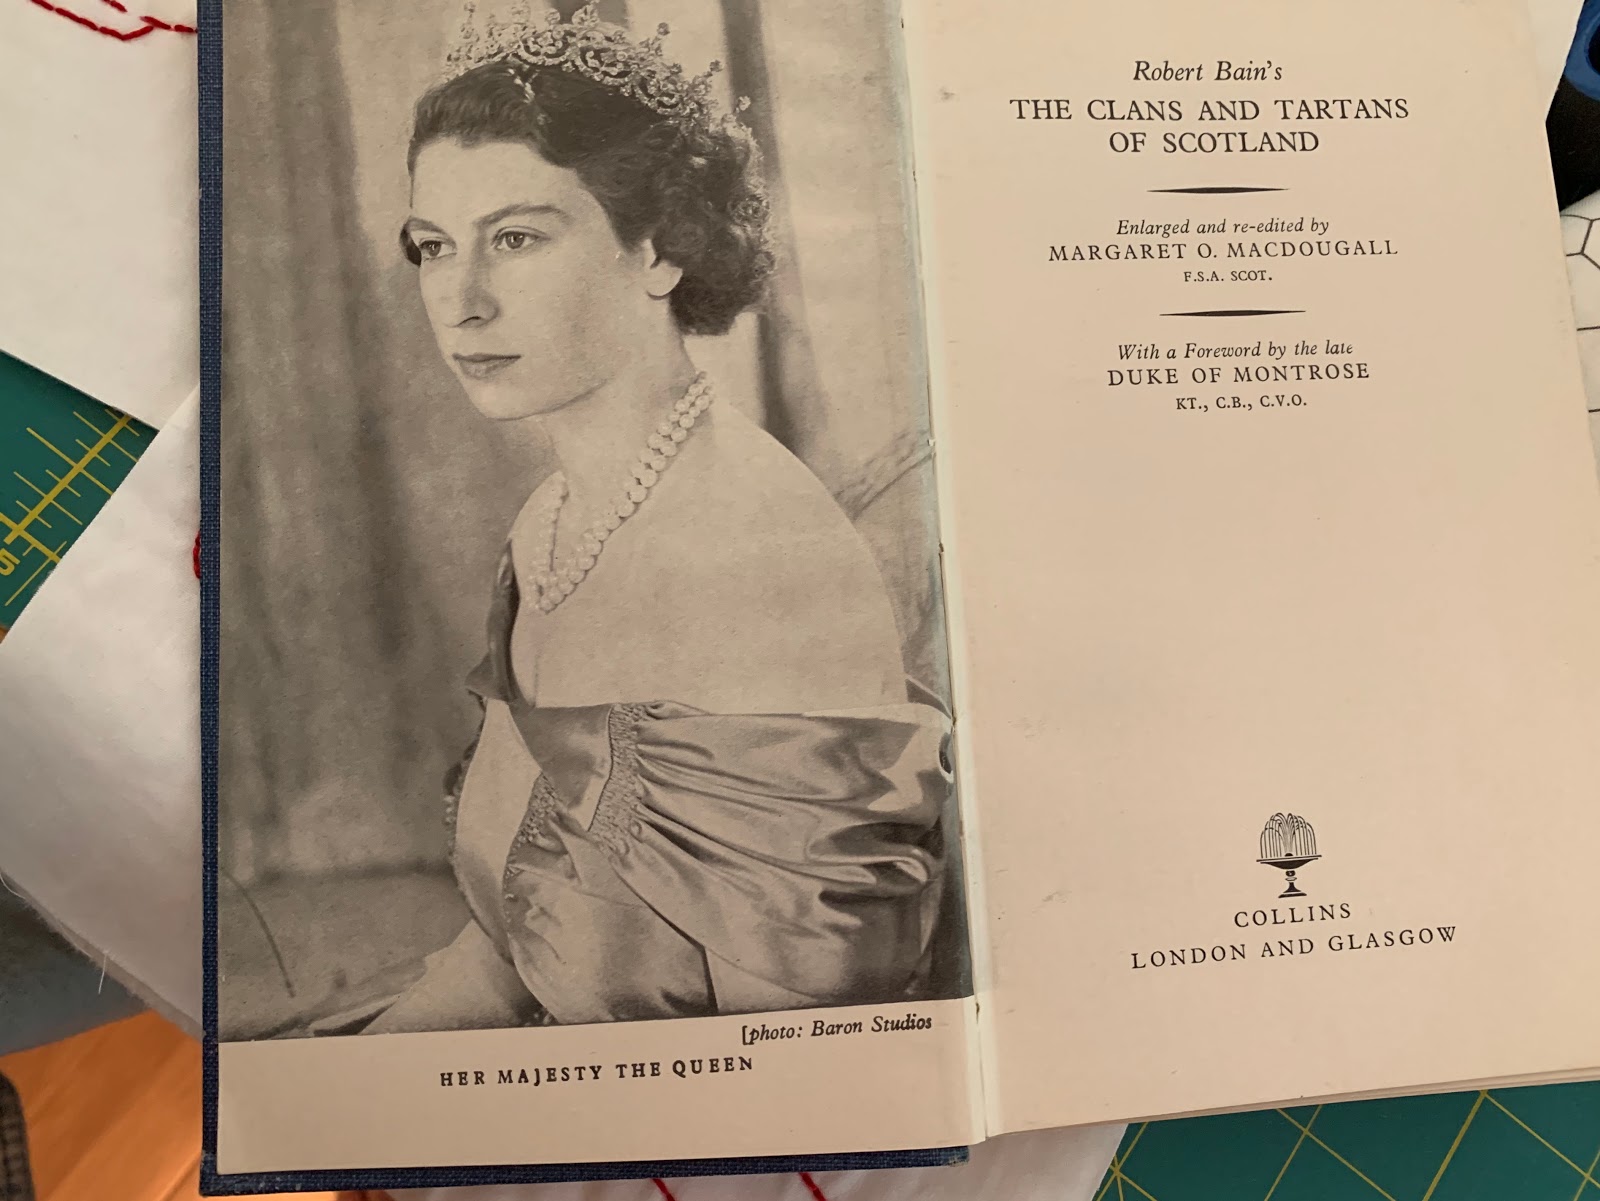 5
[photo: Baron Studios
HER MAJESTY THE QUEEN
Robert Bain's
THE CLANS AND TARTANS
OF SCOTLAND
Enlarged and re-edited by
MARGARET O. MACDOUGALL
F.S.A. SCOT.
With a Foreword by the late
DUKE OF MONTROSE
KT., C.B., C.V.O.
COLLINS
LONDON AND GLASGOW